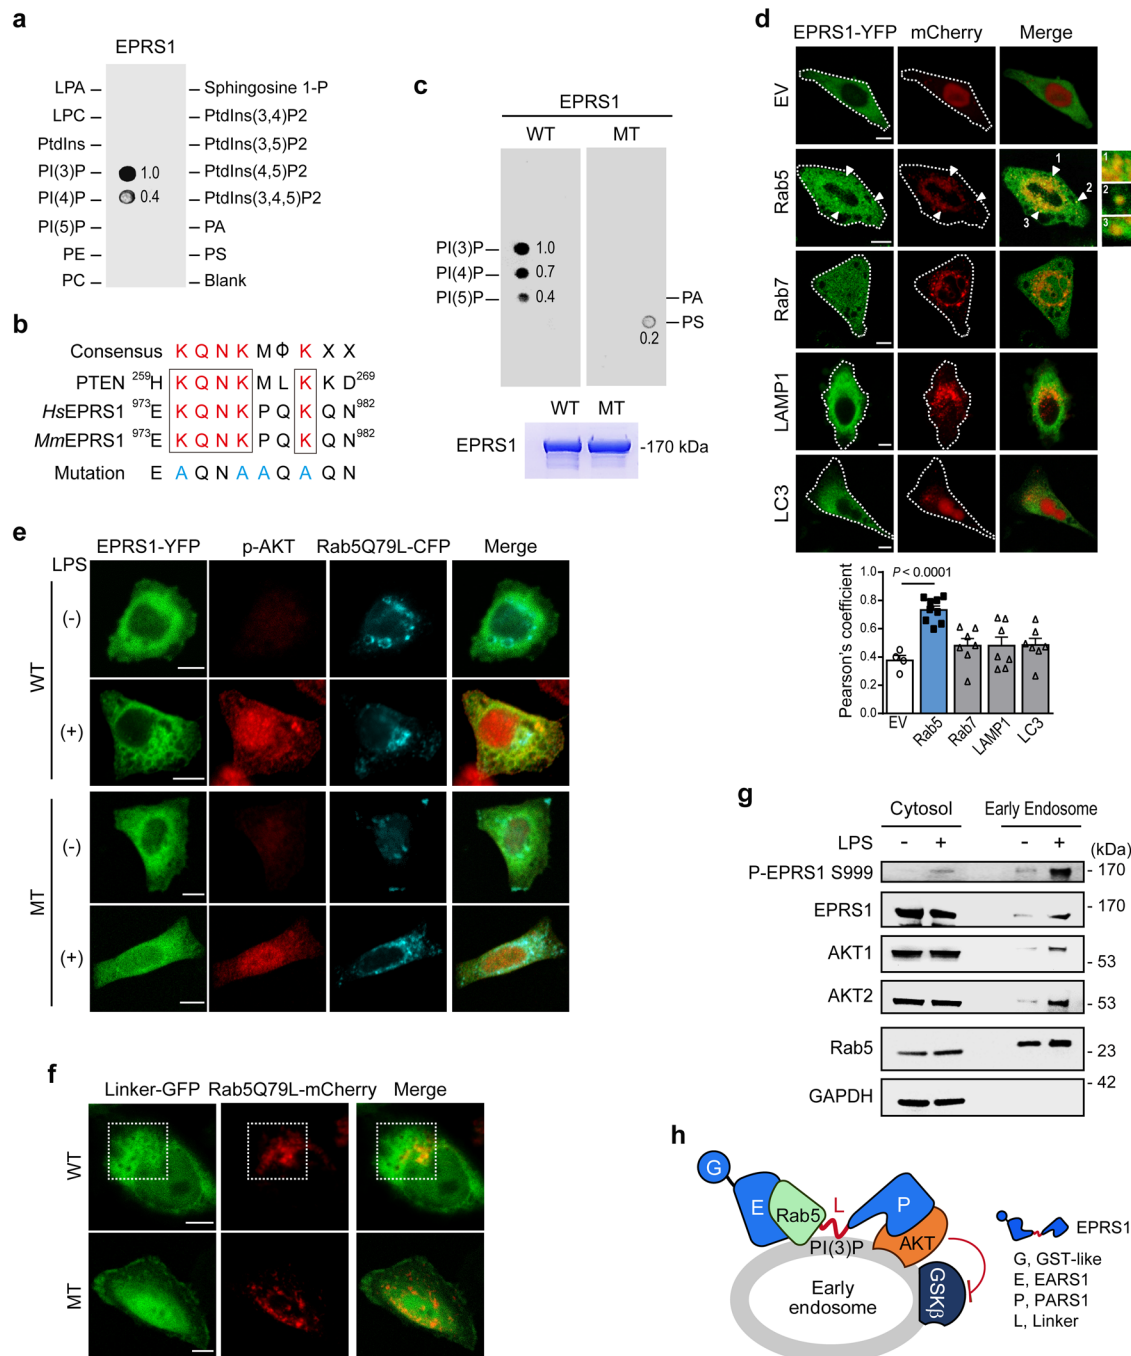 a
EPRS1
LPA
LPC
PtdIns
PI(3)P
PI(4)P
PI(5)P
PE
PC
1.0
0.4
Sphingosine 1-P
PtdIns(3,4)P2
PtdIns(3,5)P2
PtdIns(4,5)P2
PtdIns(3,4,5)P2
PA
PS
Blank
b
Consensus K Q N K M Φ K X X
PTEN 259H K Q N K M L K K D269
HsEPRS1 973E K Q N K P Q K Q N982
MmEPRS1 973E K Q N K P Q K Q N982
Mutation E A Q N A A Q A Q N
c
EPRS1
WT MT
PI(3)P 1.0
PI(4)P 0.7
PI(5)P 0.4
PA
PS
0.2
WT MT
EPRS1 -170 kDa
d
EPRS1-YFP mCherry Merge
EV
Rab5
1
2
3
1
2
3
Rab7
LAMP1
LC3
Pearson's coefficient
1.0
0.8
0.6
0.4
0.2
0.0
P < 0.0001
EV
Rab5
Rab7
LAMP1
LC3
e
EPRS1-YFP p-AKT Rab5Q79L-CFP Merge
LPS
WT
(-)
(+)
MT
(-)
(+)
f
Linker-GFP Rab5Q79L-mCherry Merge
WT
MT
g
Cytosol Early Endosome
LPS - + - + (kDa)
P-EPRS1 S999 - 170
EPRS1 - 170
AKT1 - 53
AKT2 - 53
Rab5 - 23
- 42
GAPDH
h
G
E
Rab5
L
P
PI(3)P
AKT
GSKβ
Early
endosome
EPRS1
G, GST-like
E, EARS1
P, PARS1
L, Linker